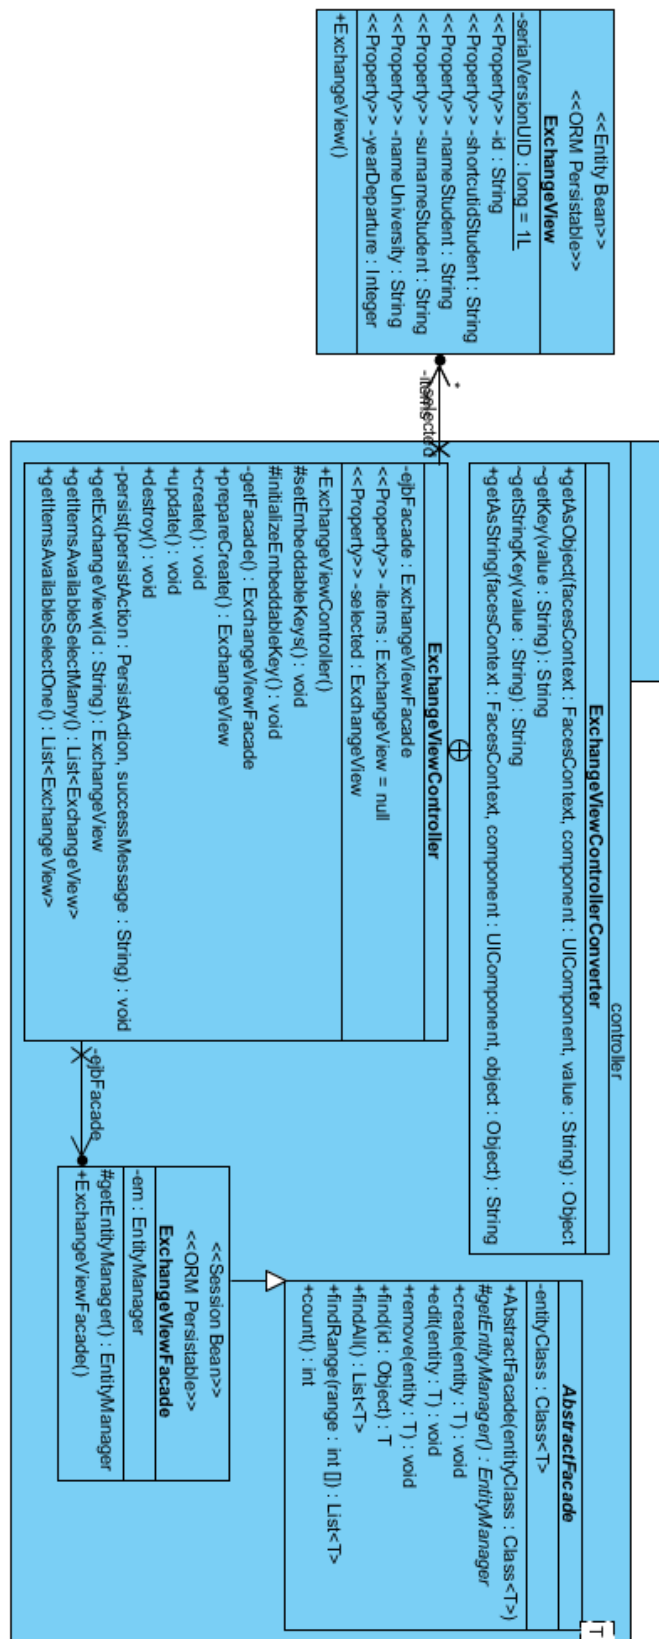 <<Entity Bean>>
<<ORM Persistable>>
ExchangeView
-serialVersionUID : long = 1L
<<Property>> -id : String
<<Property>> -shortcutidStudent : String
<<Property>> -nameStudent : String
<<Property>> -surnameStudent : String
<<Property>> -nameUniversity : String
<<Property>> -yearDeparture : Integer
+ExchangeView()
*
-selected
-items
controller
ExchangeViewControllerConverter
+getAsObject(facesContext : FacesContext, component : UIComponent, value : String) : Object
~getKey(value : String) : String
~getStringKey(value : String) : String
+getAsString(facesContext : FacesContext, component : UIComponent, object : Object) : String
ExchangeViewController
-ejbFacade : ExchangeViewFacade
<<Property>> -items : ExchangeView = null
<<Property>> -selected : ExchangeView
+ExchangeViewController()
#setEmbeddableKeys() : void
#initializeEmbeddableKey() : void
-getFacade() : ExchangeViewFacade
+prepareCreate() : ExchangeView
+create() : void
+update() : void
+destroy() : void
-persist(persistAction : PersistAction, successMessage : String) : void
+getExchangeView(id : String) : ExchangeView
+getItemsAvailableSelectMany() : List<ExchangeView>
+getItemsAvailableSelectOne() : List<ExchangeView>
-ejbFacade
T
AbstractFacade
-entityClass : Class<T>
+AbstractFacade(entityClass : Class<T>)
#getEntityManager() : EntityManager
+create(entity : T) : void
+edit(entity : T) : void
+remove(entity : T) : void
+find(id : Object) : T
+findAll() : List<T>
+findRange(range : int []) : List<T>
+count() : int
<<Session Bean>>
<<ORM Persistable>>
ExchangeViewFacade
-em : EntityManager
#getEntityManager() : EntityManager
+ExchangeViewFacade()